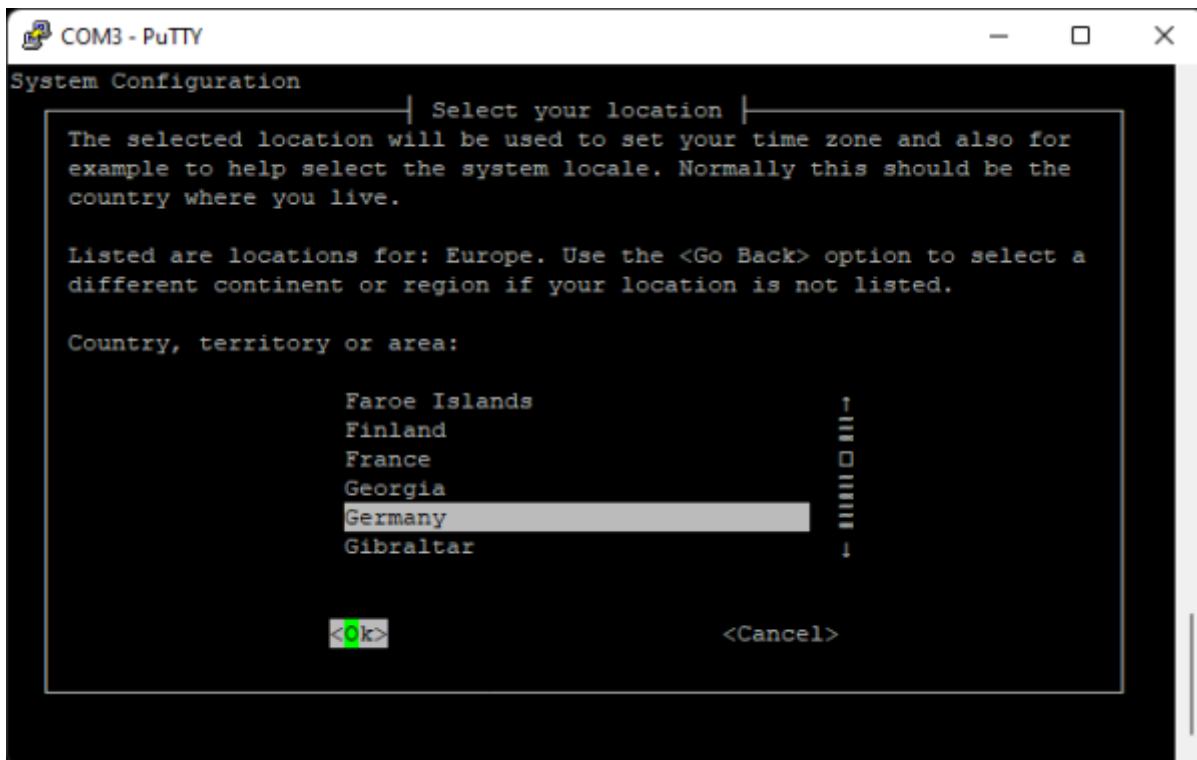 COM3 - PuTTY
System Configuration
Select your location
The selected location will be used to set your time zone and also for
example to help select the system locale. Normally this should be the
country where you live.
Listed are locations for: Europe. Use the <Go Back> option to select a
different continent or region if your location is not listed.
Country, territory or area:
Faroe Islands
Finland
France
Georgia
Germany
Gibraltar
<Ok> <Cancel>